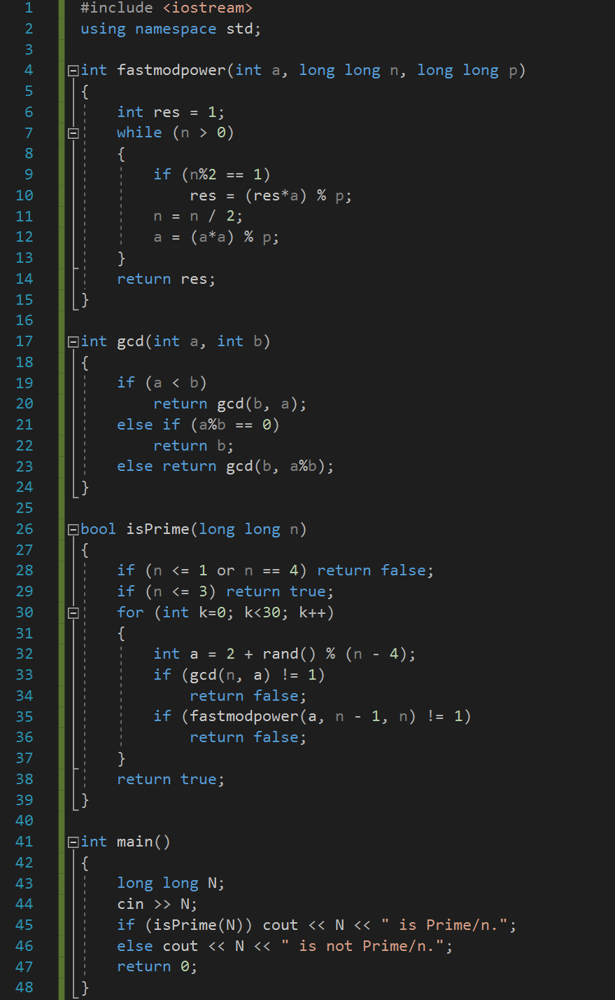 1 #include <iostream>
2 using namespace std;
3
4 int fastmodpower(int a, long long n, long long p)
5 {
6     int res = 1;
7     while (n > 0)
8     {
9         if (n%2 == 1)
10             res = (res*a) % p;
11         n = n / 2;
12         a = (a*a) % p;
13     }
14     return res;
15 }
16
17 int gcd(int a, int b)
18 {
19     if (a < b)
20         return gcd(b, a);
21     else if (a%b == 0)
22         return b;
23     else return gcd(b, a%b);
24 }
25
26 bool isPrime(long long n)
27 {
28     if (n <= 1 or n == 4) return false;
29     if (n <= 3) return true;
30     for (int k=0; k<30; k++)
31     {
32         int a = 2 + rand() % (n - 4);
33         if (gcd(n, a) != 1)
34             return false;
35         if (fastmodpower(a, n - 1, n) != 1)
36             return false;
37     }
38     return true;
39 }
40
41 int main()
42 {
43     long long N;
44     cin >> N;
45     if (isPrime(N)) cout << N << " is Prime/n.";
46     else cout << N << " is not Prime/n.";
47     return 0;
48 }